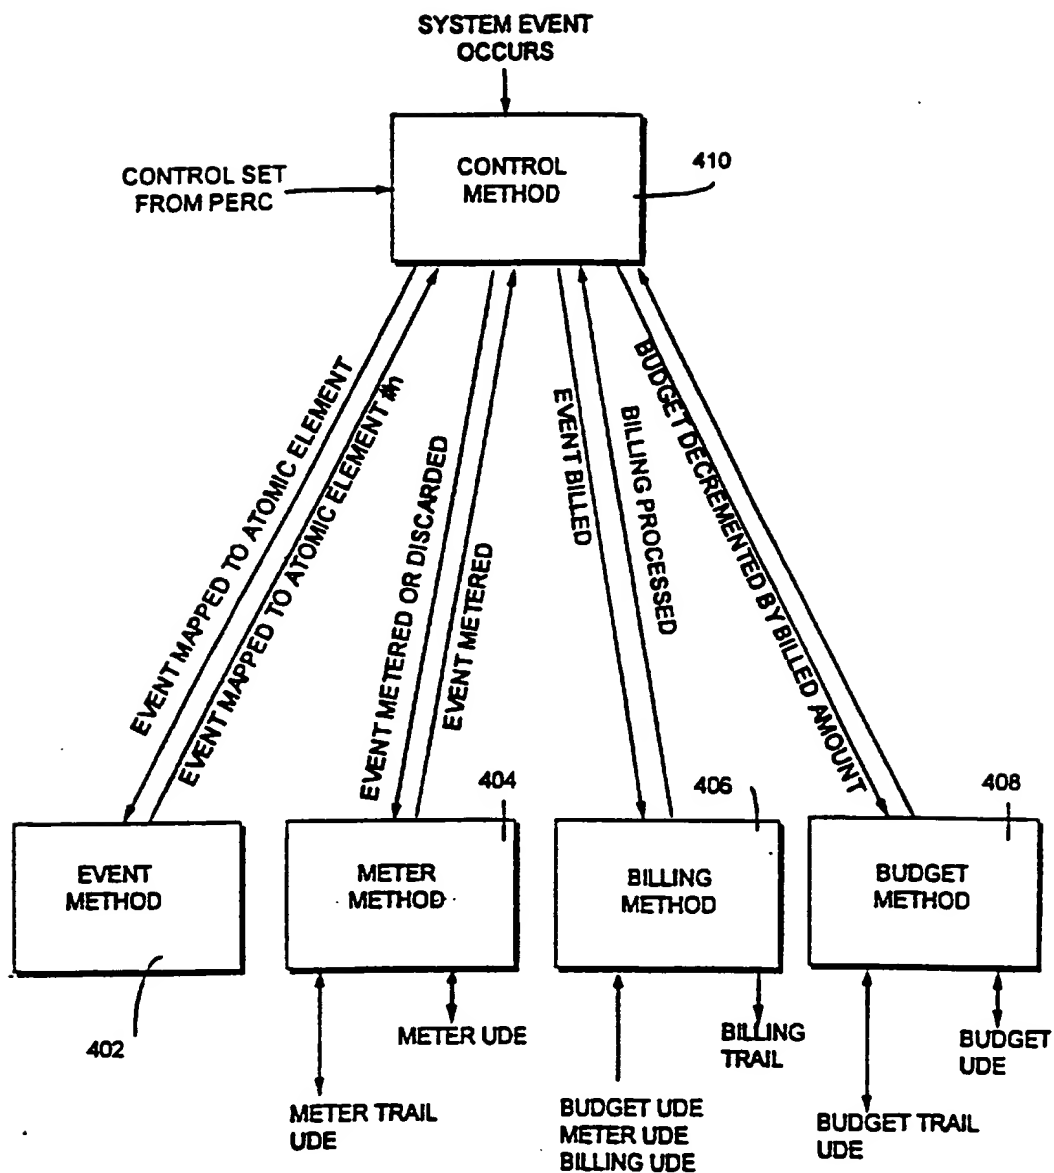 SYSTEM EVENT
OCCURS
CONTROL
METHOD
410
CONTROL SET
FROM PERC
EVENT MAPPED TO ATOMIC ELEMENT
EVENT MAPPED TO ATOMIC ELEMENT
EVENT METERED OR DISCARDED
EVENT METERED
EVENT BILLED
BILLING PROCESSED
BUDGET DECREMENTED BY BILLED AMOUNT
404
406
408
EVENT
METHOD
METER
METHOD
BILLING
METHOD
BUDGET
METHOD
402
METER UDE
BILLING
TRAIL
BUDGET
UDE
METER TRAIL
UDE
BUDGET UDE
METER UDE
BILLING UDE
BUDGET TRAIL
UDE